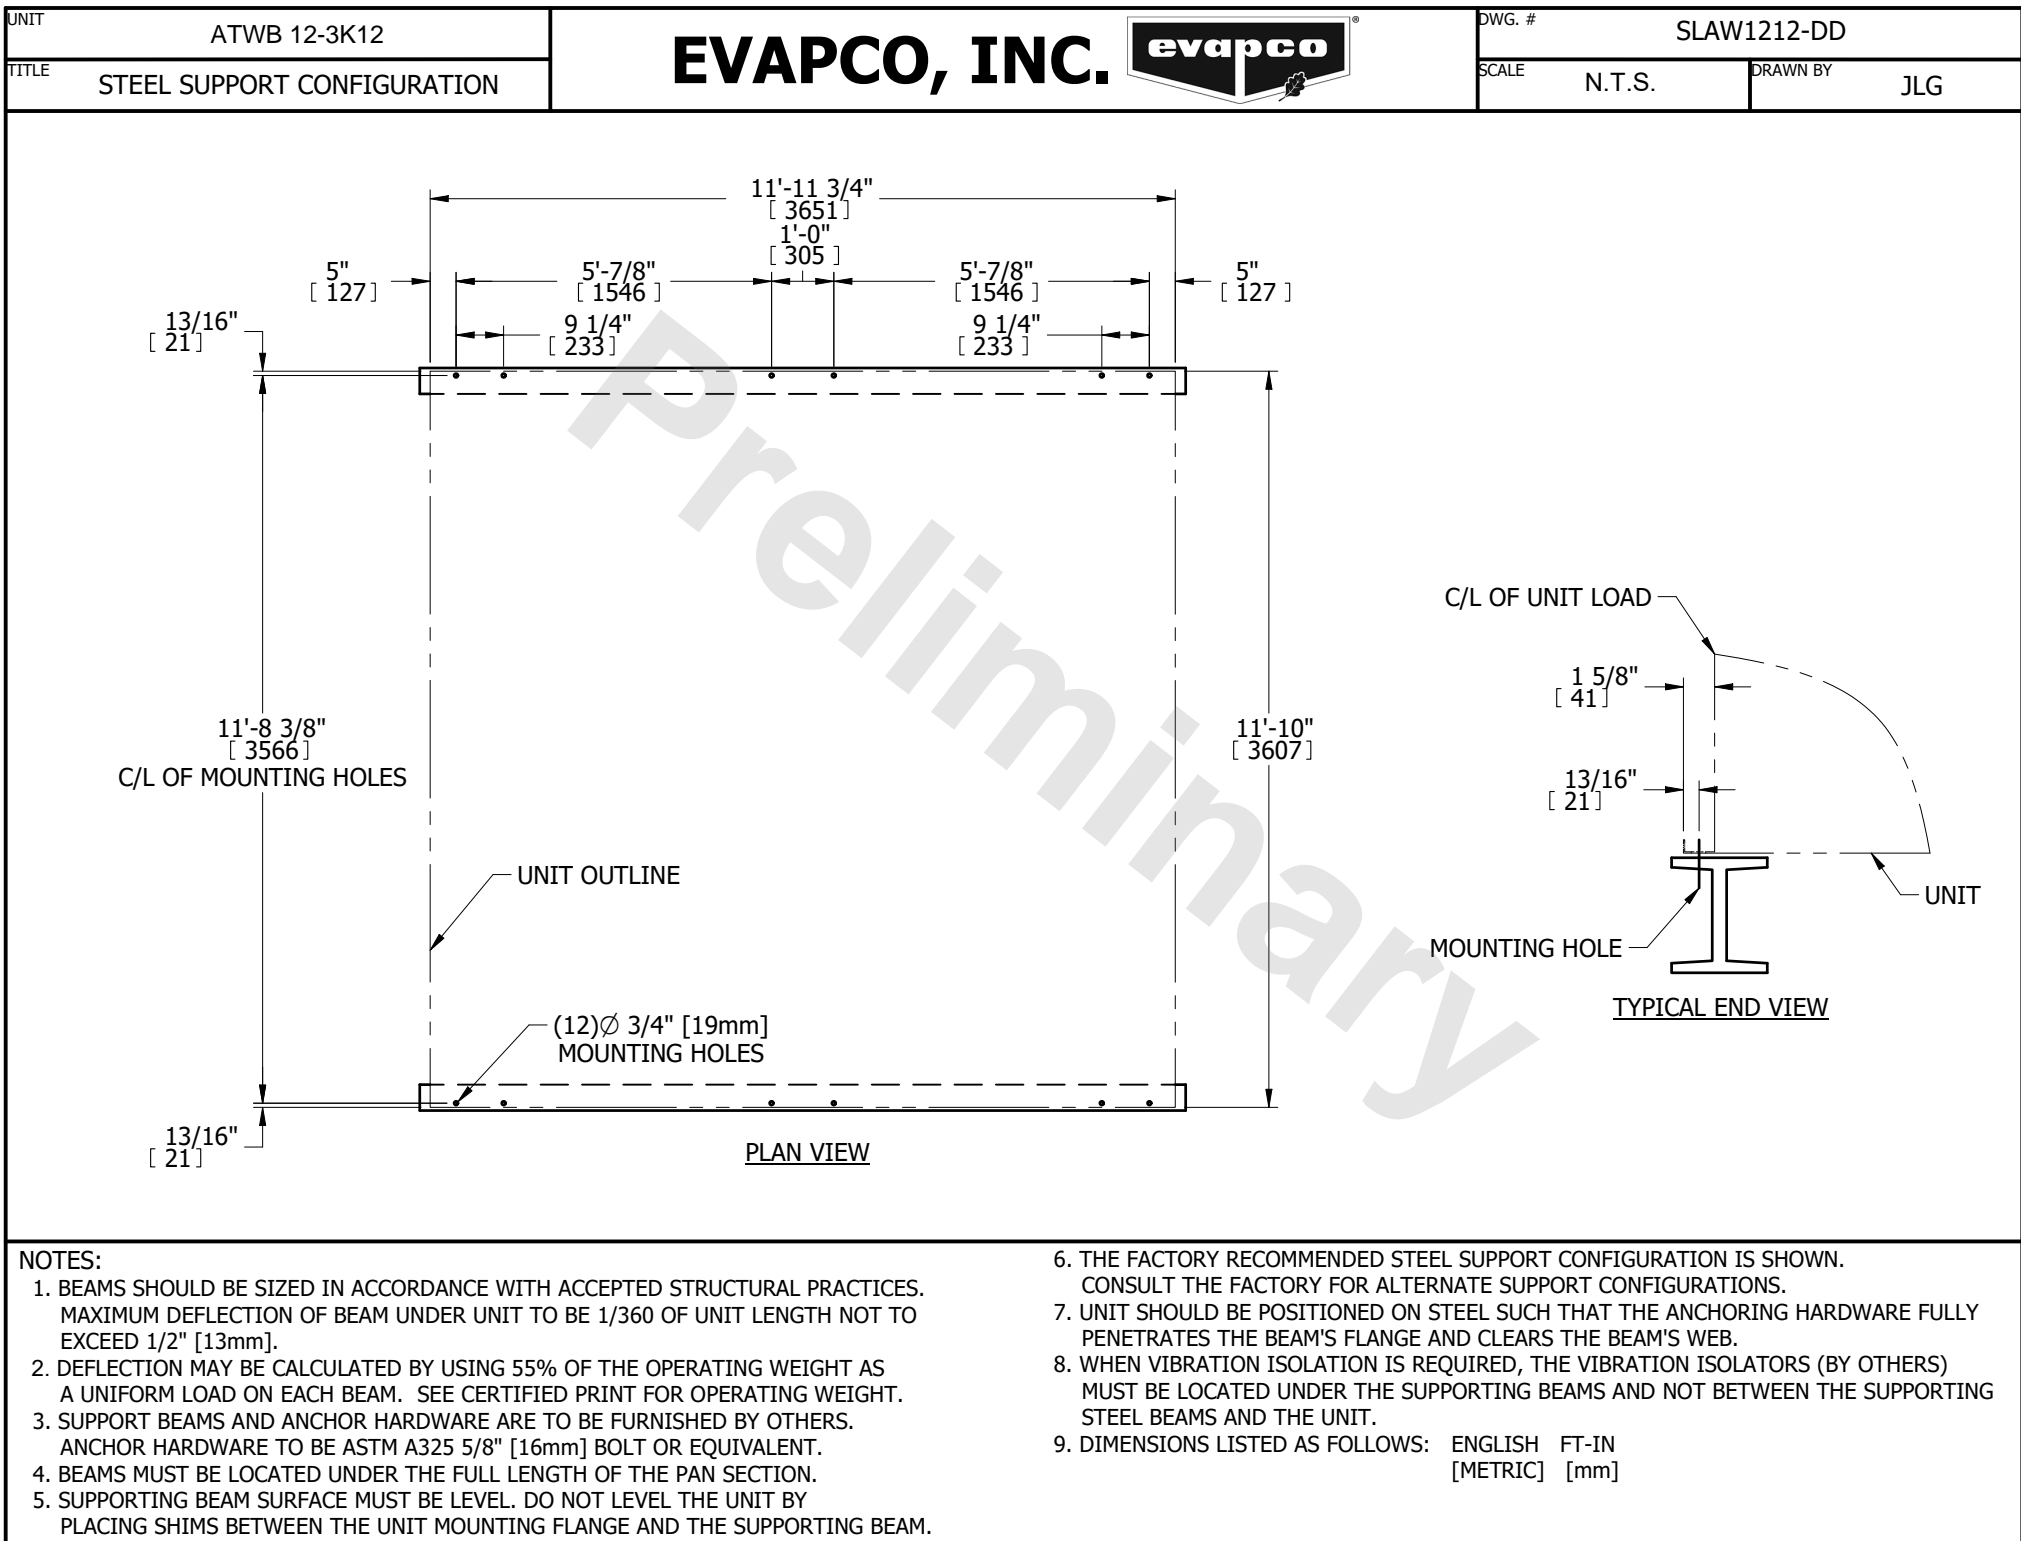 UNIT
ATWB 12-3K12
TITLE
STEEL SUPPORT CONFIGURATION
EVAPCO, INC.
evapco
®
DWG. #
SLAW1212-DD
SCALE
N.T.S.
DRAWN BY
JLG
11'-11 3/4"
[ 3651]
1'-0"
[ 305 ]
5"
[ 127]
5'-7/8"
[ 1546 ]
5'-7/8"
[ 1546 ]
5"
[ 127 ]
13/16"
[ 21]
9 1/4"
[ 233]
9 1/4"
[ 233 ]
Preliminary
C/L OF UNIT LOAD
1 5/8"
[ 41]
11'-8 3/8"
[ 3566]
C/L OF MOUNTING HOLES
11'-10"
[ 3607]
13/16"
[ 21]
UNIT OUTLINE
UNIT
MOUNTING HOLE
TYPICAL END VIEW
(12)∅ 3/4" [19mm]
MOUNTING HOLES
13/16"
[ 21]
PLAN VIEW
NOTES:
1. BEAMS SHOULD BE SIZED IN ACCORDANCE WITH ACCEPTED STRUCTURAL PRACTICES.
MAXIMUM DEFLECTION OF BEAM UNDER UNIT TO BE 1/360 OF UNIT LENGTH NOT TO
EXCEED 1/2" [13mm].
2. DEFLECTION MAY BE CALCULATED BY USING 55% OF THE OPERATING WEIGHT AS
A UNIFORM LOAD ON EACH BEAM. SEE CERTIFIED PRINT FOR OPERATING WEIGHT.
3. SUPPORT BEAMS AND ANCHOR HARDWARE ARE TO BE FURNISHED BY OTHERS.
ANCHOR HARDWARE TO BE ASTM A325 5/8" [16mm] BOLT OR EQUIVALENT.
4. BEAMS MUST BE LOCATED UNDER THE FULL LENGTH OF THE PAN SECTION.
5. SUPPORTING BEAM SURFACE MUST BE LEVEL. DO NOT LEVEL THE UNIT BY
PLACING SHIMS BETWEEN THE UNIT MOUNTING FLANGE AND THE SUPPORTING BEAM.
6. THE FACTORY RECOMMENDED STEEL SUPPORT CONFIGURATION IS SHOWN.
CONSULT THE FACTORY FOR ALTERNATE SUPPORT CONFIGURATIONS.
7. UNIT SHOULD BE POSITIONED ON STEEL SUCH THAT THE ANCHORING HARDWARE FULLY
PENETRATES THE BEAM'S FLANGE AND CLEARS THE BEAM'S WEB.
8. WHEN VIBRATION ISOLATION IS REQUIRED, THE VIBRATION ISOLATORS (BY OTHERS)
MUST BE LOCATED UNDER THE SUPPORTING BEAMS AND NOT BETWEEN THE SUPPORTING
STEEL BEAMS AND THE UNIT.
9. DIMENSIONS LISTED AS FOLLOWS: ENGLISH FT-IN
[METRIC] [mm]